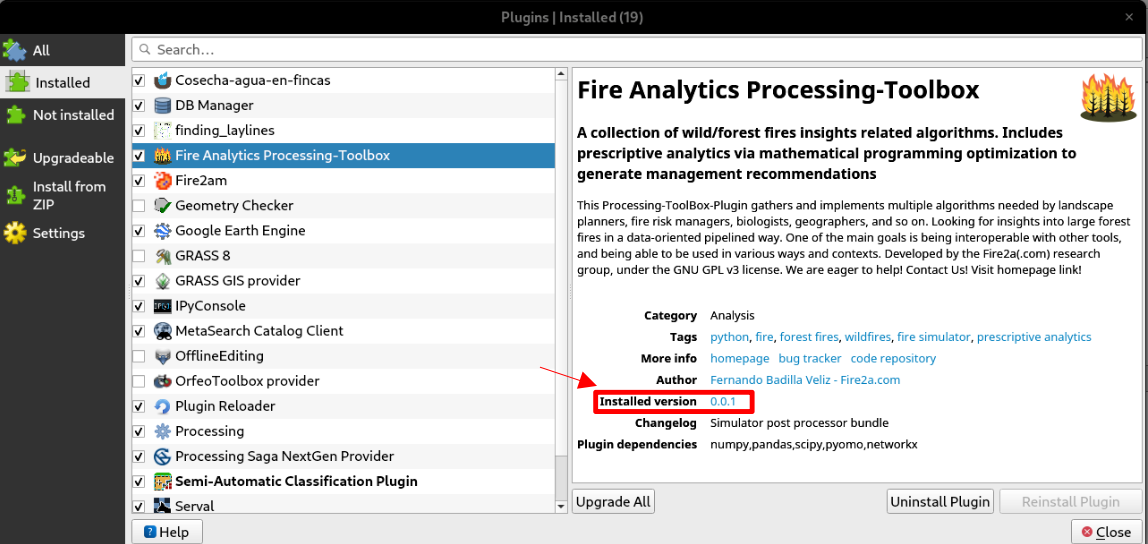 Plugins | Installed (19)
All
Installed
Not installed
Upgradeable
Install from
ZIP
Settings
Search...
Cosecha-agua-en-fincas
DB Manager
finding_laylines
Fire Analytics Processing-Toolbox
Fire2am
Geometry Checker
Google Earth Engine
GRASS 8
GRASS GIS provider
IPyConsole
MetaSearch Catalog Client
OfflineEditing
OrfeoToolbox provider
Plugin Reloader
Processing
Processing Saga NextGen Provider
Semi-Automatic Classification Plugin
Serval
Fire Analytics Processing-Toolbox
A collection of wild/forest fires insights related algorithms. Includes
prescriptive analytics via mathematical programming optimization to
generate management recommendations
This Processing-ToolBox-Plugin gathers and implements multiple algorithms needed by landscape
planners, fire risk managers, biologists, geographers, and so on. Looking for insights into large forest
fires in a data-oriented pipelined way. One of the main goals is being interoperable with other tools,
and being able to be used in various ways and contexts. Developed by the Fire2a(.com) research
group, under the GNU GPL v3 license. We are eager to help! Contact Us! Visit homepage link!
Category Analysis
Tags python, fire, forest fires, wildfires, fire simulator, prescriptive analytics
More info homepage bug tracker code repository
Author Fernando Badilla Veliz - Fire2a.com
Installed version 0.0.1
Changelog Simulator post processor bundle
Plugin dependencies numpy,pandas,scipy,pyomo,networkx
Upgrade All Uninstall Plugin Reinstall Plugin
Help Close